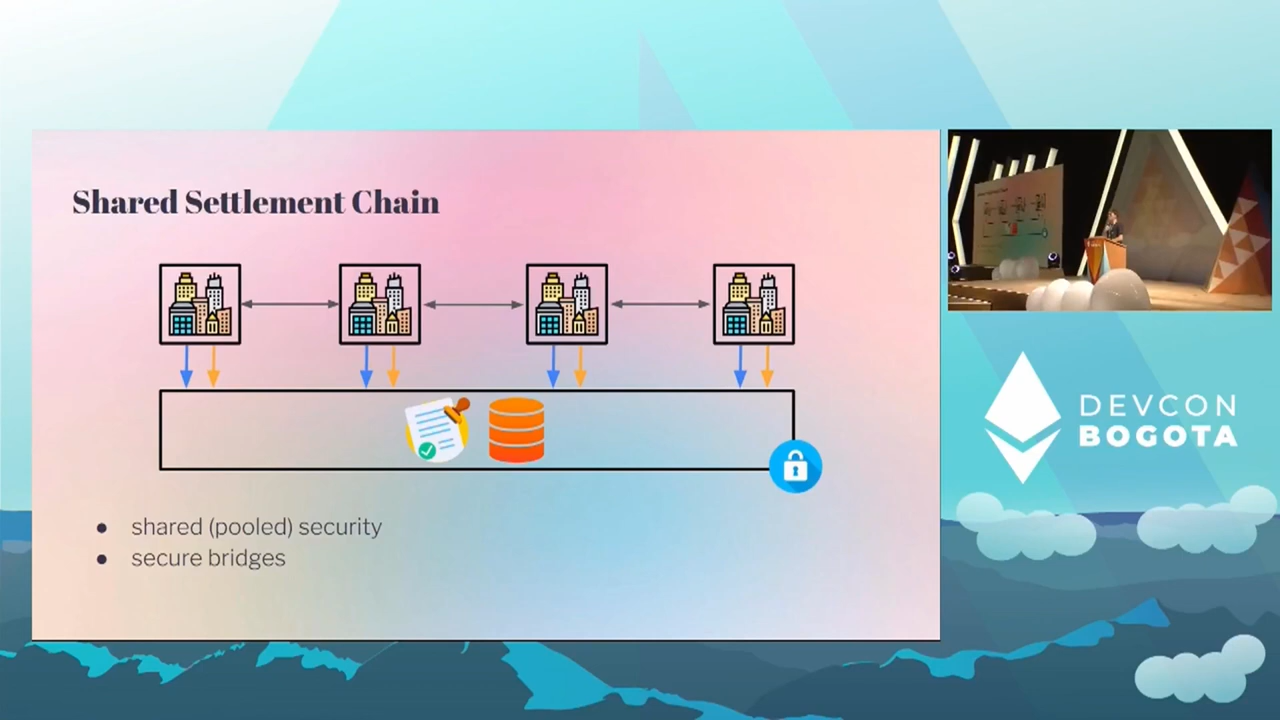 Shared Settlement Chain
● shared (pooled) security
● secure bridges
DEVCON
BOGOTA